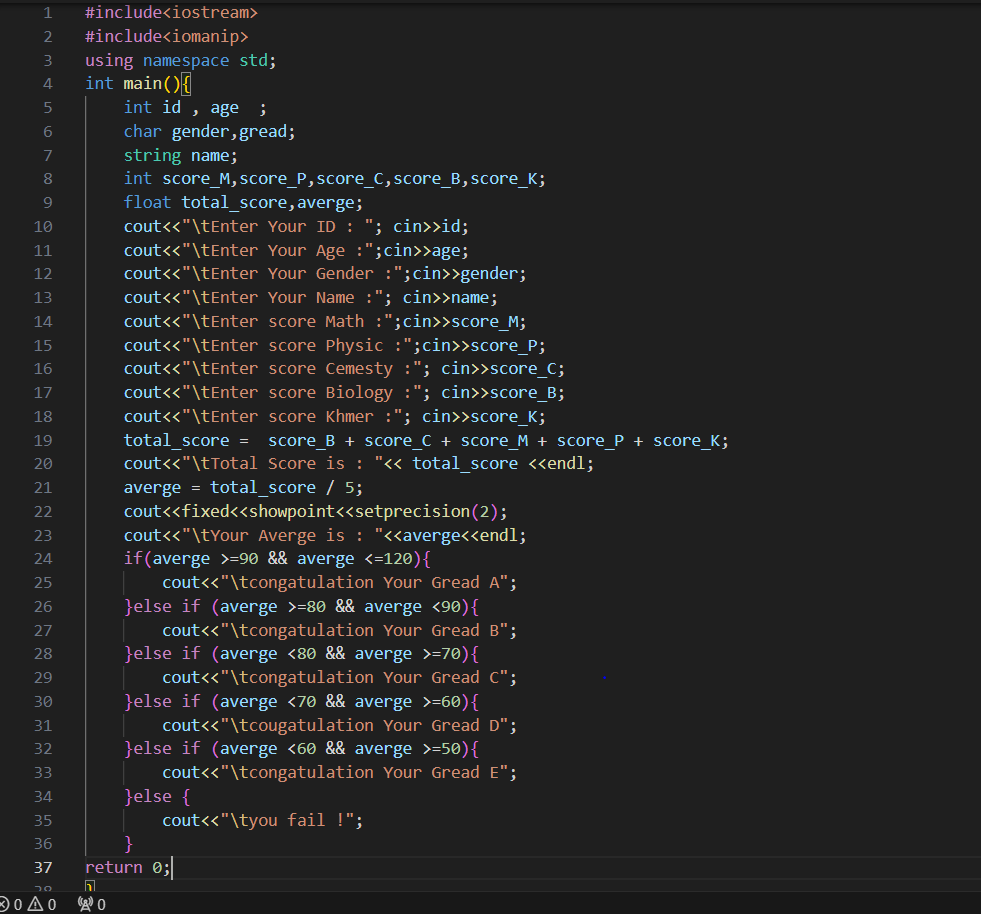 1 #include<iostream>
2 #include<iomanip>
3 using namespace std;
4 int main(){
5     int id , age  ;
6     char gender,gread;
7     string name;
8     int score_M,score_P,score_C,score_B,score_K;
9     float total_score,averge;
10     cout<<"\tEnter Your ID : "; cin>>id;
11     cout<<"\tEnter Your Age :";cin>>age;
12     cout<<"\tEnter Your Gender :";cin>>gender;
13     cout<<"\tEnter Your Name :"; cin>>name;
14     cout<<"\tEnter score Math :";cin>>score_M;
15     cout<<"\tEnter score Physic :";cin>>score_P;
16     cout<<"\tEnter score Cemesty :"; cin>>score_C;
17     cout<<"\tEnter score Biology :"; cin>>score_B;
18     cout<<"\tEnter score Khmer :"; cin>>score_K;
19     total_score =  score_B + score_C + score_M + score_P + score_K;
20     cout<<"\tTotal Score is : "<< total_score <<endl;
21     averge = total_score / 5;
22     cout<<fixed<<showpoint<<setprecision(2);
23     cout<<"\tYour Averge is : "<<averge<<endl;
24     if(averge >=90 && averge <=120){
25         cout<<"\tcongatulation Your Gread A";
26     }else if (averge >=80 && averge <90){
27         cout<<"\tcongatulation Your Gread B";
28     }else if (averge <80 && averge >=70){
29         cout<<"\tcongatulation Your Gread C";
30     }else if (averge <70 && averge >=60){
31         cout<<"\tcougatulation Your Gread D";
32     }else if (averge <60 && averge >=50){
33         cout<<"\tcongatulation Your Gread E";
34     }else {
35         cout<<"\tyou fail !";
36     }
37 return 0;
38 }
0 0 0